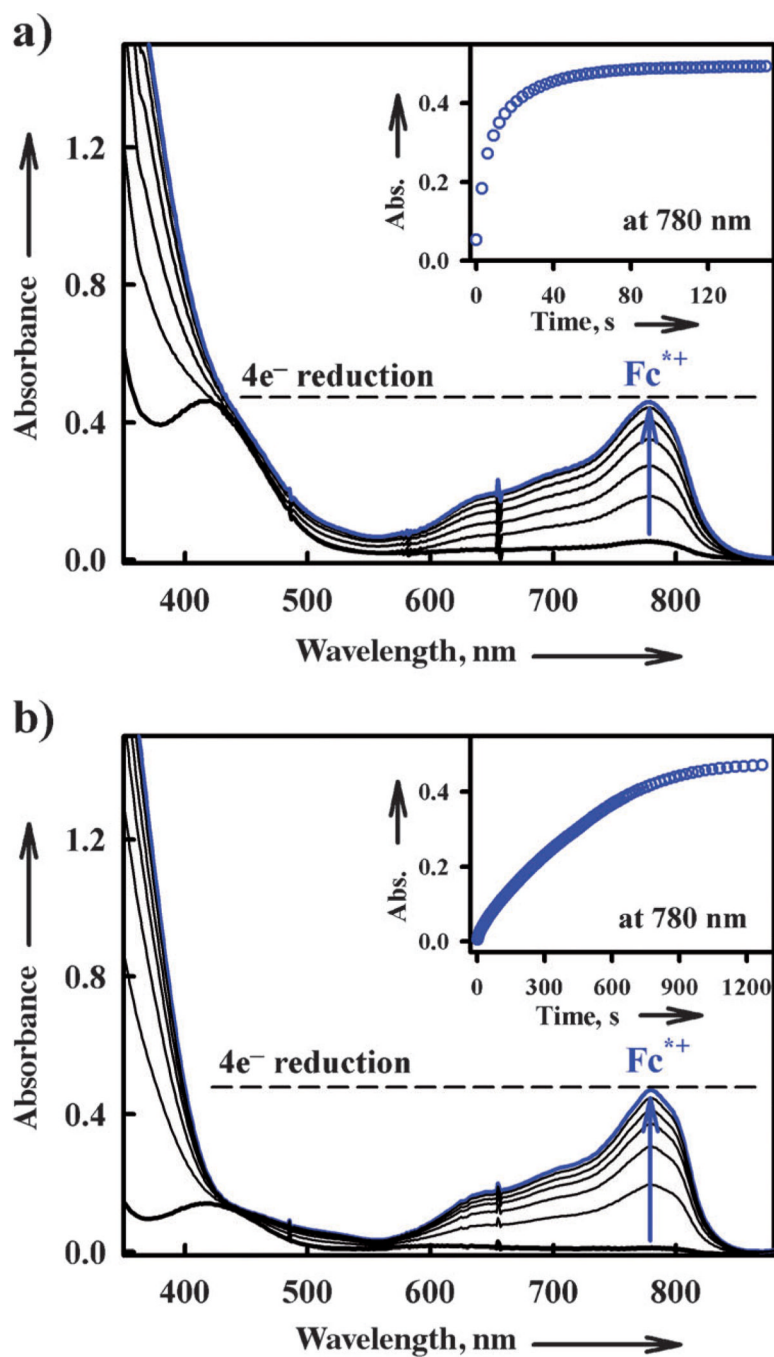 a)
Absorbance
1.2
0.8
0.4
0.0
400 500 600 700 800
Wavelength, nm
4e⁻ reduction
Fc*⁺
Abs.
0.4
0.2
0.0
0 40 80 120
Time, s
at 780 nm
b)
Absorbance
1.2
0.8
0.4
0.0
400 500 600 700 800
Wavelength, nm
4e⁻ reduction
Fc*⁺
Abs.
0.4
0.2
0.0
0 300 600 900 1200
Time, s
at 780 nm